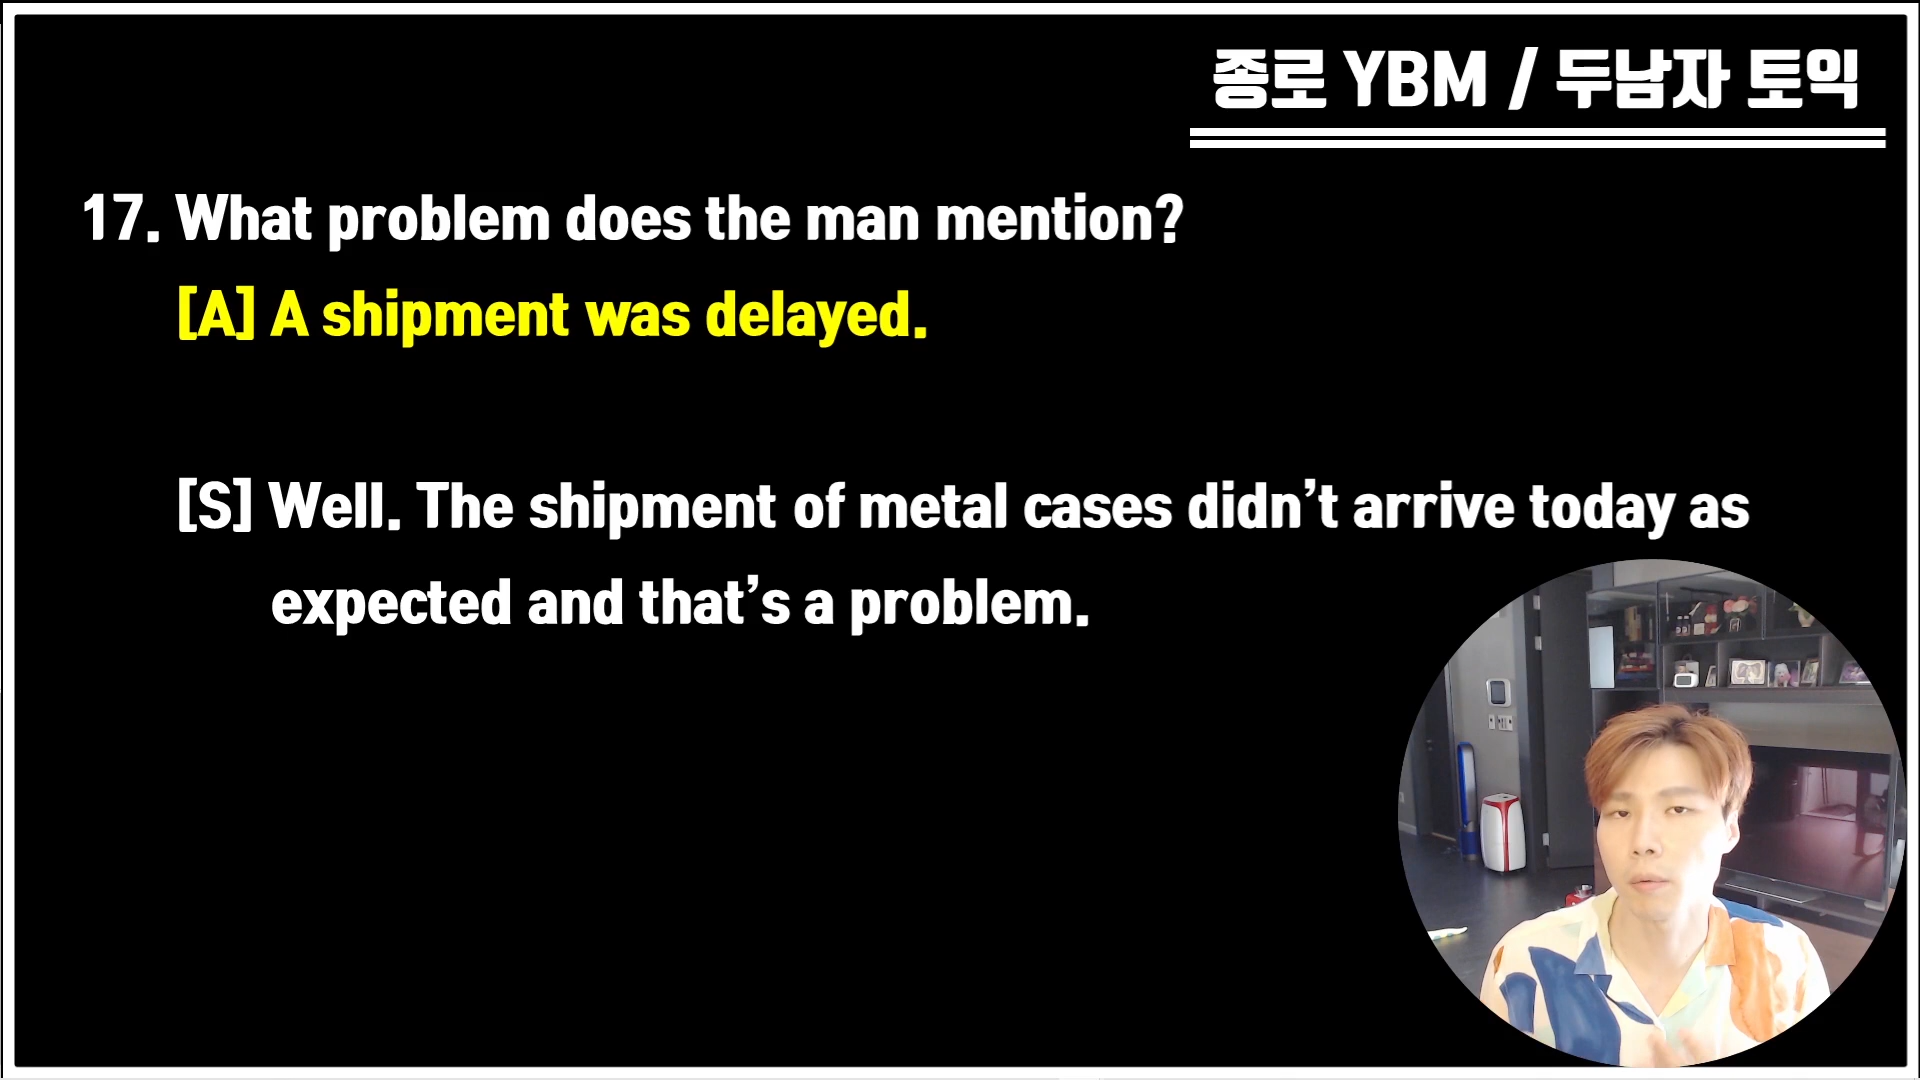 종로 YBM / 두남자 토익
17. What problem does the man mention?
[A] A shipment was delayed.
[S] Well. The shipment of metal cases didn’t arrive today as
expected and that’s a problem.